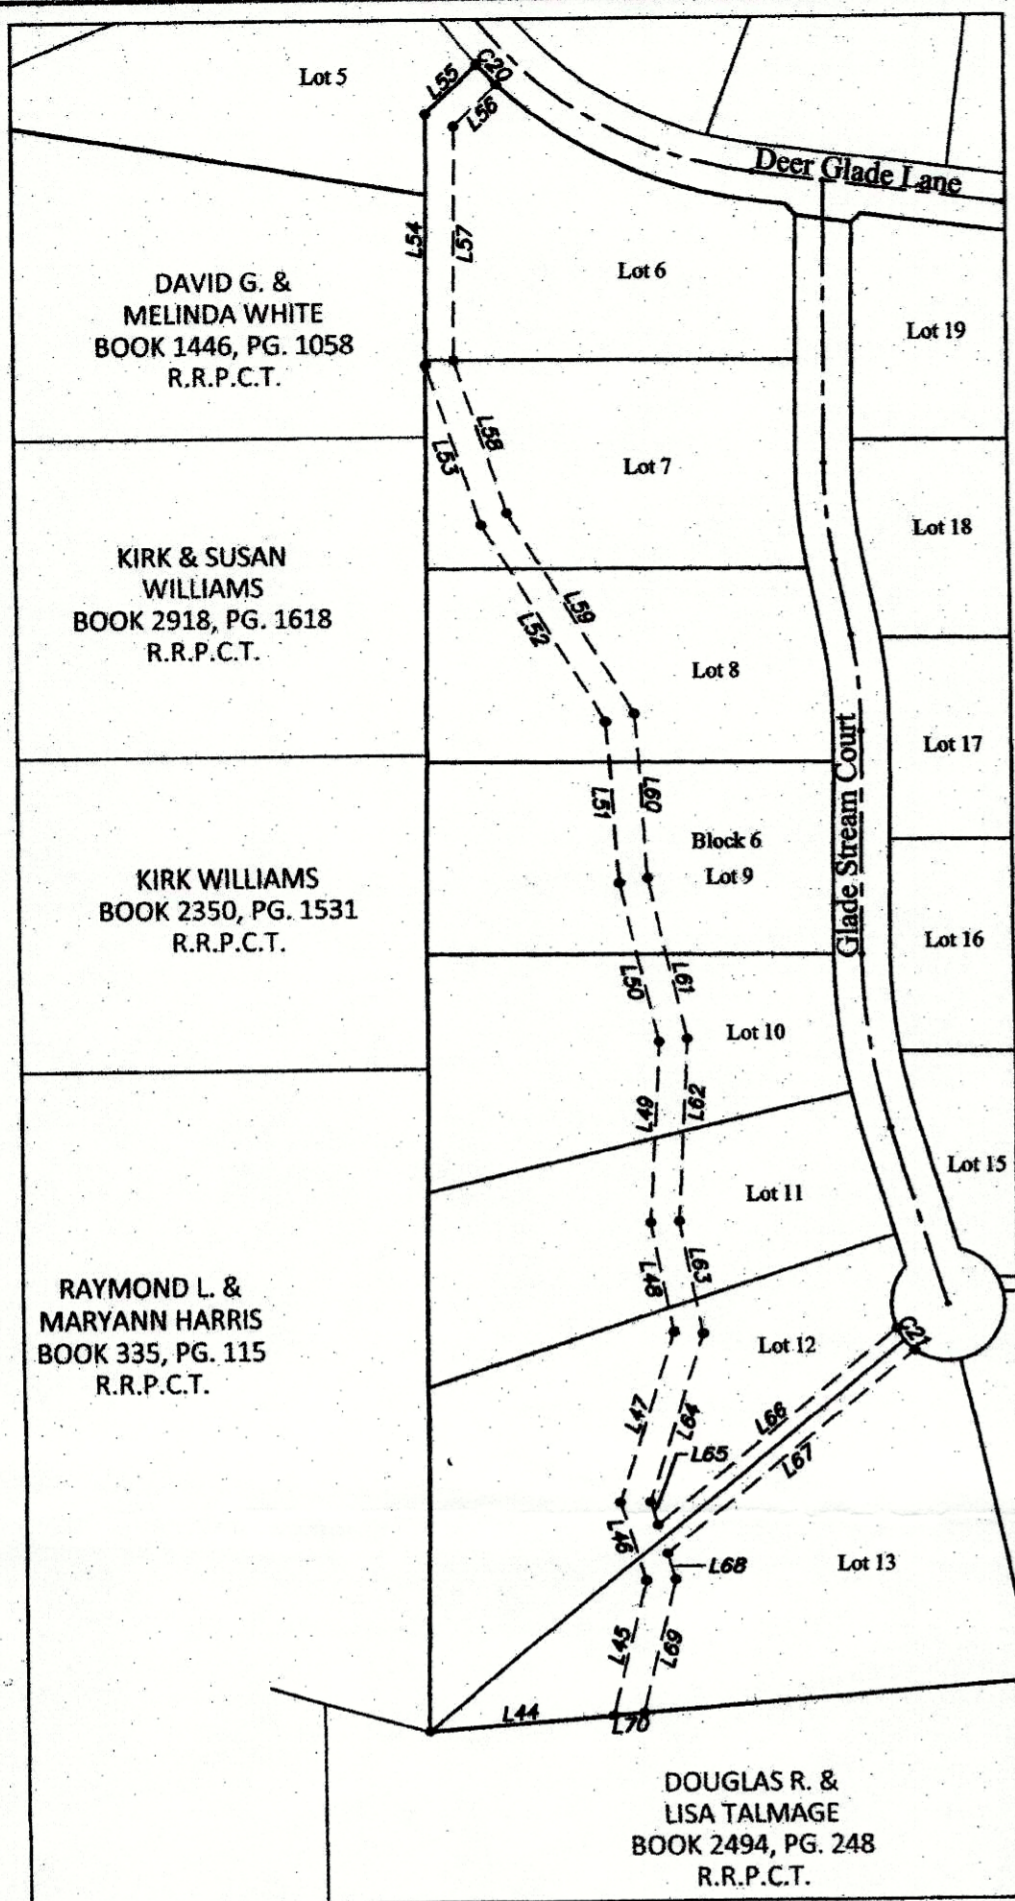 Lot 5
L55
C20
L56
Deer Glade Lane
L54
L57
Lot 6
DAVID G. &
MELINDA WHITE
BOOK 1446, PG. 1058
R.R.P.C.T.
Lot 19
L53
L58
Lot 7
Lot 18
KIRK & SUSAN
WILLIAMS
BOOK 2918, PG. 1618
R.R.P.C.T.
L52
L59
Lot 8
Lot 17
Glade Stream Court
L51
L60
Block 6
Lot 9
KIRK WILLIAMS
BOOK 2350, PG. 1531
R.R.P.C.T.
Lot 16
L50
L61
Lot 10
L49
L62
Lot 15
Lot 11
L48
L63
RAYMOND L. &
MARYANN HARRIS
BOOK 335, PG. 115
R.R.P.C.T.
Lot 12
C21
L47
L64
L66
L65
L67
L46
L68
Lot 13
L45
L69
L44
L70
DOUGLAS R. &
LISA TALMAGE
BOOK 2494, PG. 248
R.R.P.C.T.